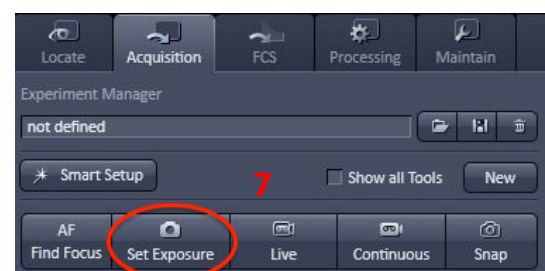 Locate Acquisition FCS Processing Maintain
Experiment Manager
not defined
Smart Setup 7 Show all Tools New
AF
Find Focus Set Exposure Live Continuous Snap